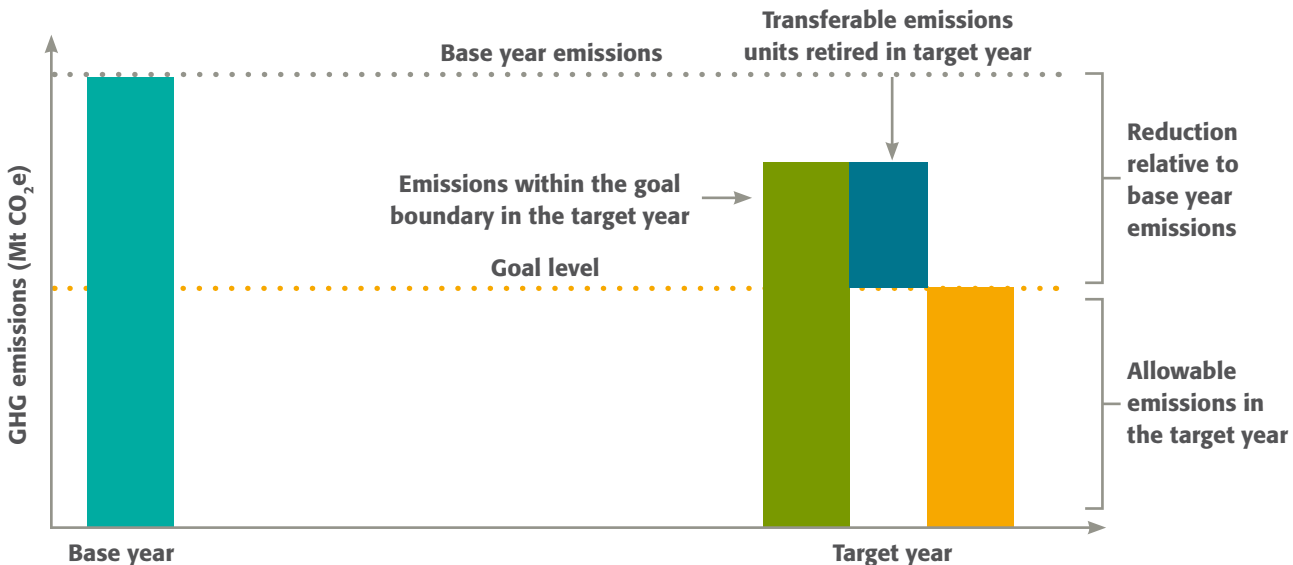 Transferable emissions
units retired in target year
Base year emissions
Reduction
relative to
base year
emissions
Emissions within the goal
boundary in the target year
Goal level
GHG emissions (Mt CO₂e)
Allowable
emissions in
the target year
Base year
Target year